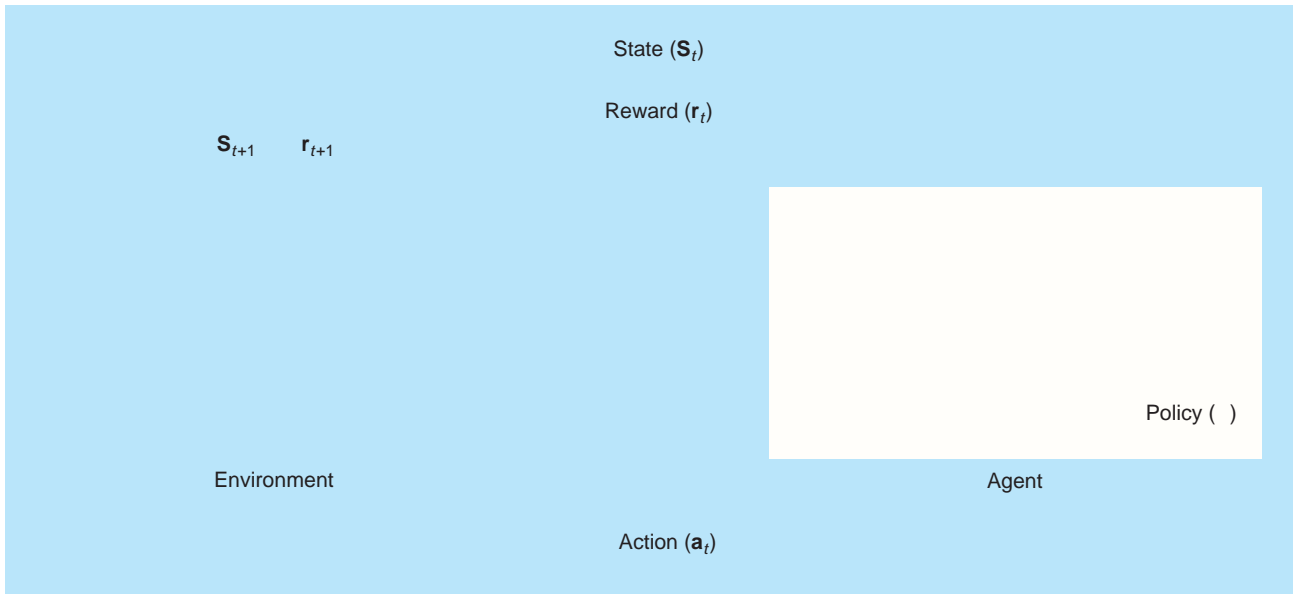 State (Sₜ)
Reward (rₜ)
Sₜ₊₁ rₜ₊₁
Policy ( )
Environment
Agent
Action (aₜ)